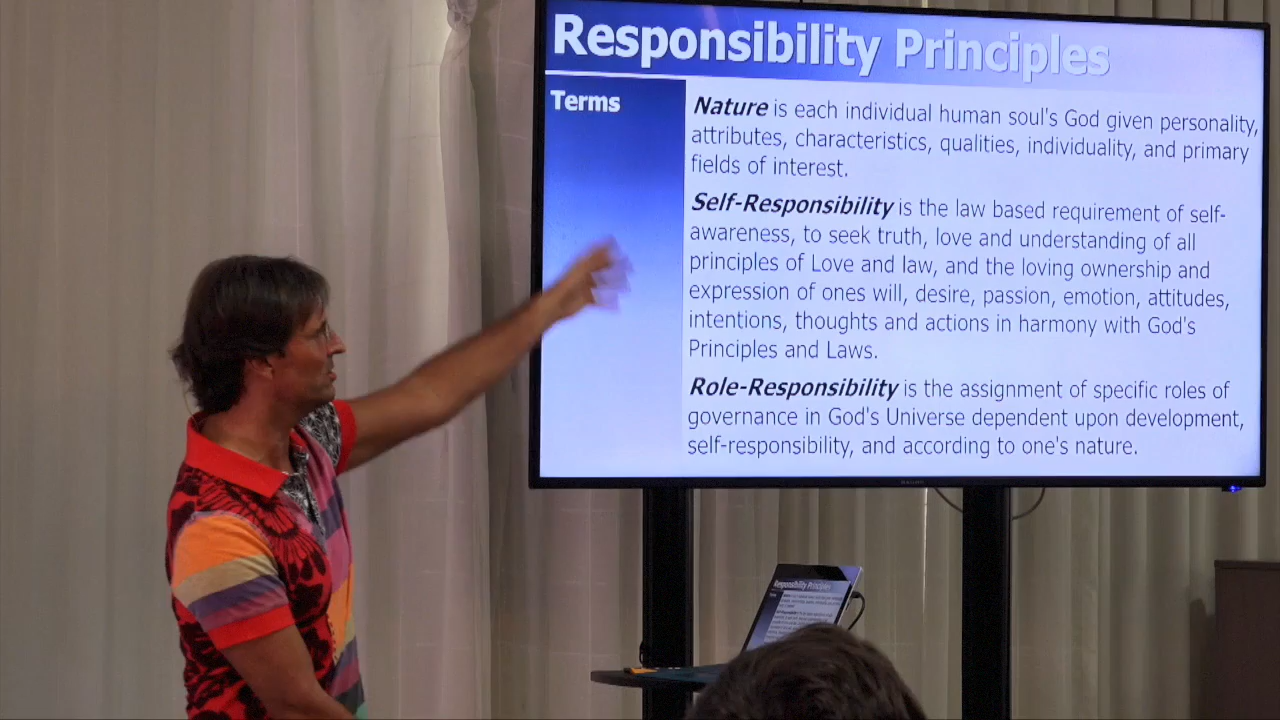 Responsibility Principles
Terms
Nature is each individual human soul's God given personality,
attributes, characteristics, qualities, individuality, and primary
fields of interest.
Self-Responsibility is the law based requirement of self-
awareness, to seek truth, love and understanding of all
principles of Love and law, and the loving ownership and
expression of ones will, desire, passion, emotion, attitudes,
intentions, thoughts and actions in harmony with God's
Principles and Laws.
Role-Responsibility is the assignment of specific roles of
governance in God's Universe dependent upon development,
self-responsibility, and according to one's nature.
Responsibility Principles